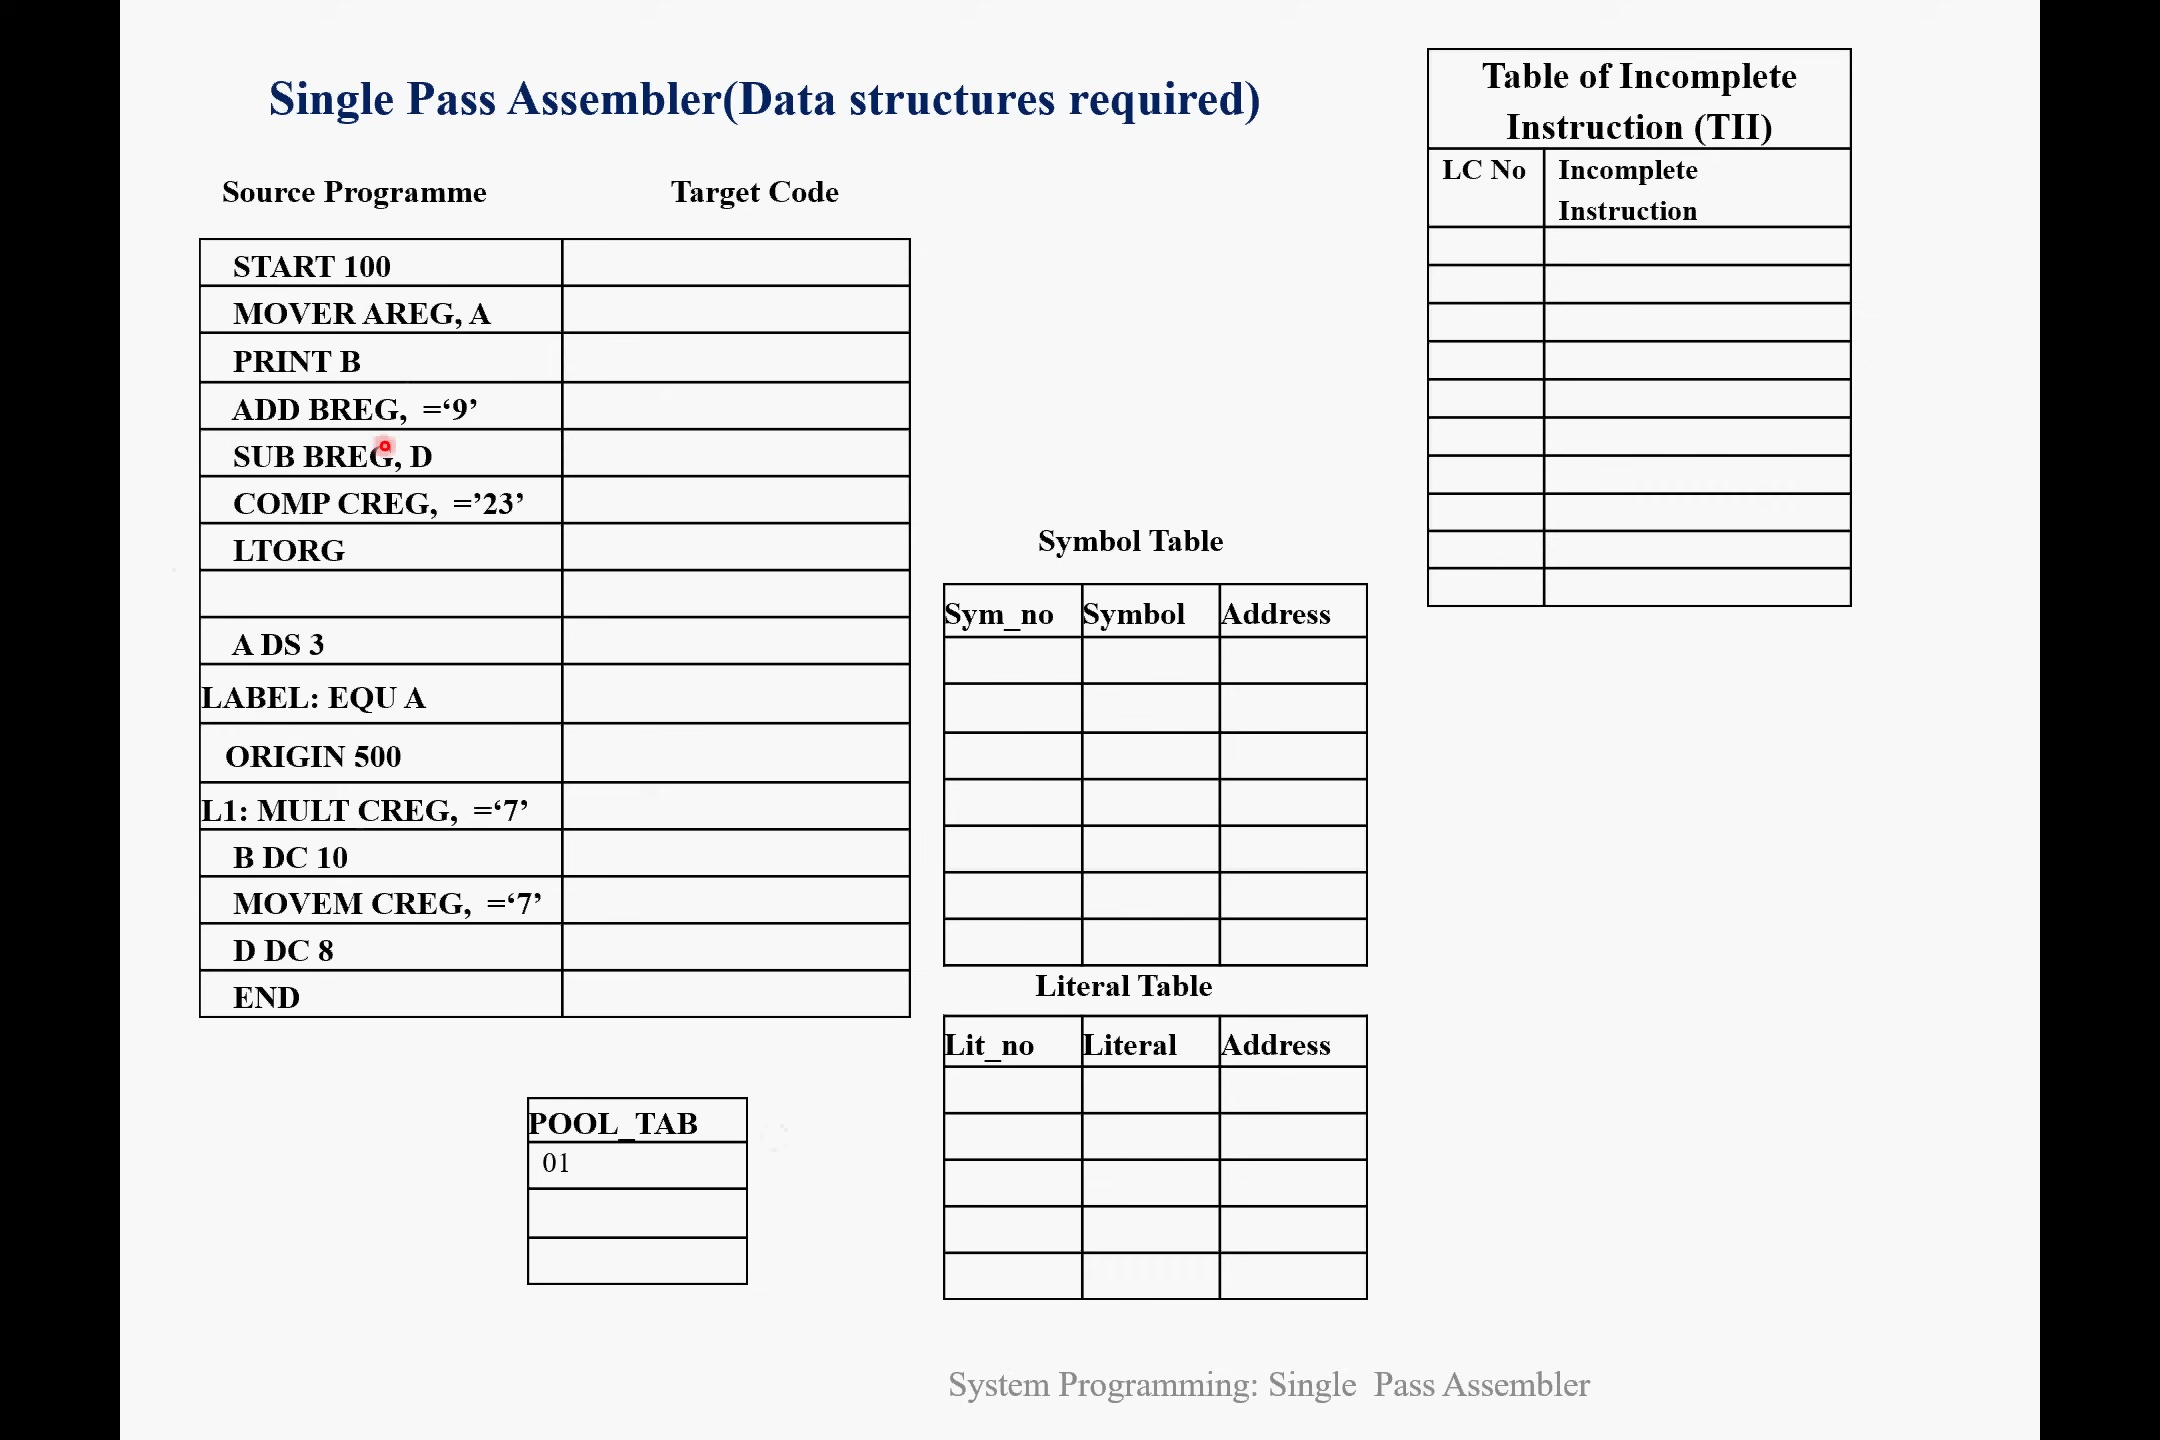 Single Pass Assembler(Data structures required)
Table of Incomplete
Instruction (TII)
LC No Incomplete
Instruction
Source Programme Target Code
START 100
MOVER AREG, A
PRINT B
ADD BREG, =‘9’
SUB BREG, D
COMP CREG, =’23’
LTORG
A DS 3
LABEL: EQU A
ORIGIN 500
L1: MULT CREG, =‘7’
B DC 10
MOVEM CREG, =‘7’
D DC 8
END
Symbol Table
Sym_no Symbol Address
Literal Table
Lit_no Literal Address
POOL_TAB
01
System Programming: Single Pass Assembler